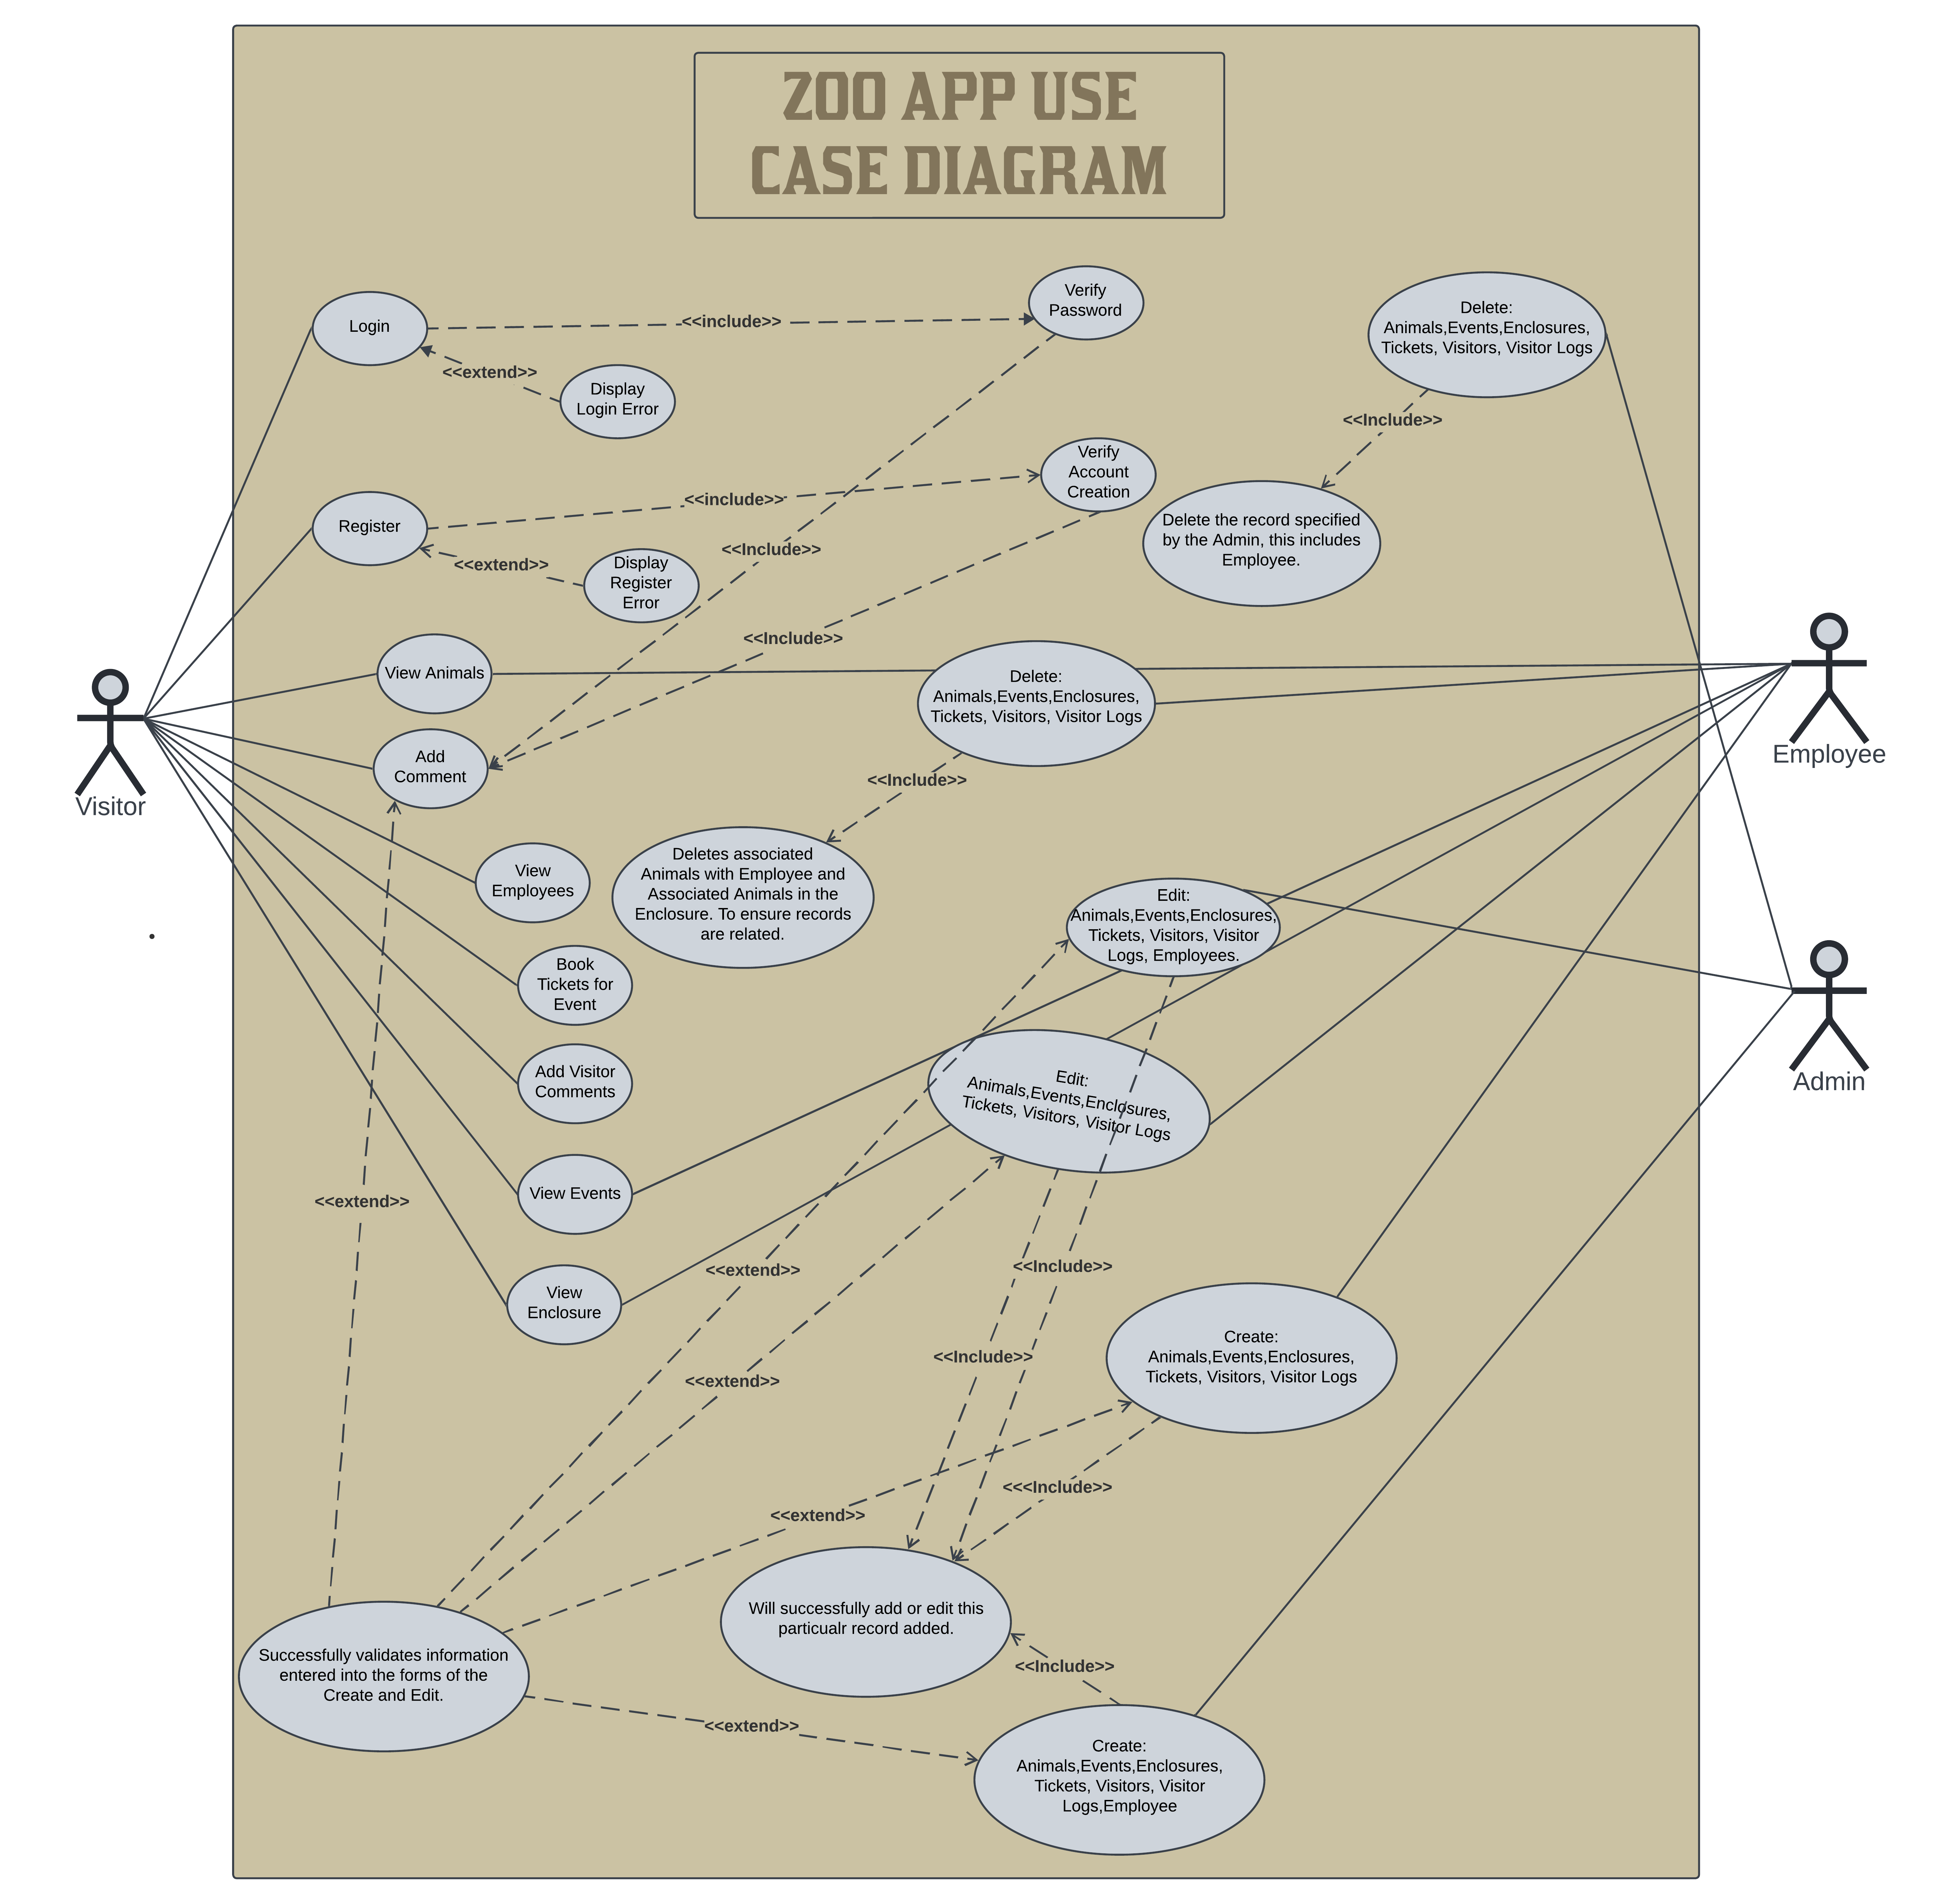 ZOO APP USE
CASE DIAGRAM
Login
<<include>>
Verify
Password
<<extend>>
Display
Login Error
Delete:
Animals,Events,Enclosures,
Tickets, Visitors, Visitor Logs
<<Include>>
Register
<<include>>
Verify
Account
Creation
<<extend>>
Display
Register
Error
<<Include>>
Delete the record specified
by the Admin, this includes
Employee.
<<Include>>
View Animals
Delete:
Animals,Events,Enclosures,
Tickets, Visitors, Visitor Logs
Employee
Visitor
Add
Comment
<<Include>>
View
Employees
Deletes associated
Animals with Employee and
Associated Animals in the
Enclosure. To ensure records
are related.
Edit:
Animals,Events,Enclosures,
Tickets, Visitors, Visitor
Logs, Employees.
Book
Tickets for
Event
Admin
Add Visitor
Comments
Edit:
Animals,Events,Enclosures,
Tickets, Visitors, Visitor Logs
View Events
<<extend>>
<<extend>>
<<Include>>
View
Enclosure
<<Include>>
<<extend>>
Create:
Animals,Events,Enclosures,
Tickets, Visitors, Visitor Logs
<<<Include>>
<<extend>>
Will successfully add or edit this
particualr record added.
Successfully validates information
entered into the forms of the
Create and Edit.
<<Include>>
<<extend>>
Create:
Animals,Events,Enclosures,
Tickets, Visitors, Visitor
Logs,Employee